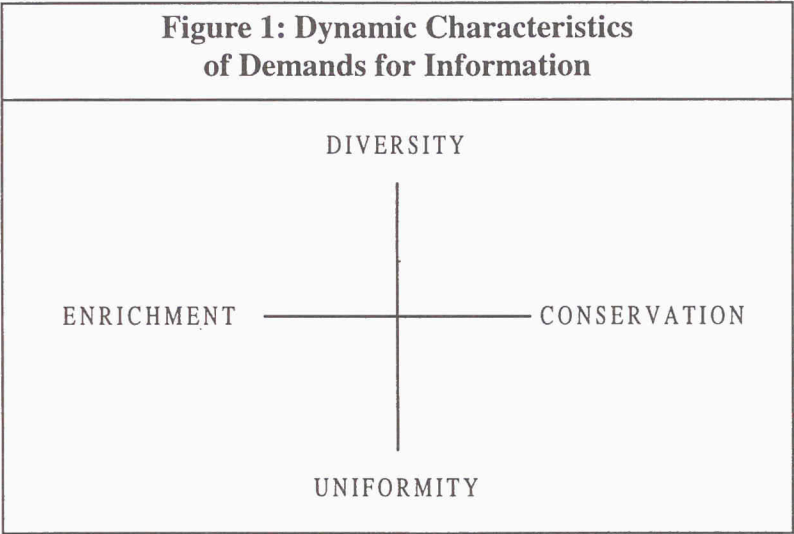 Figure 1: Dynamic Characteristics
of Demands for Information
DIVERSITY
ENRICHMENT
CONSERVATION
UNIFORMITY